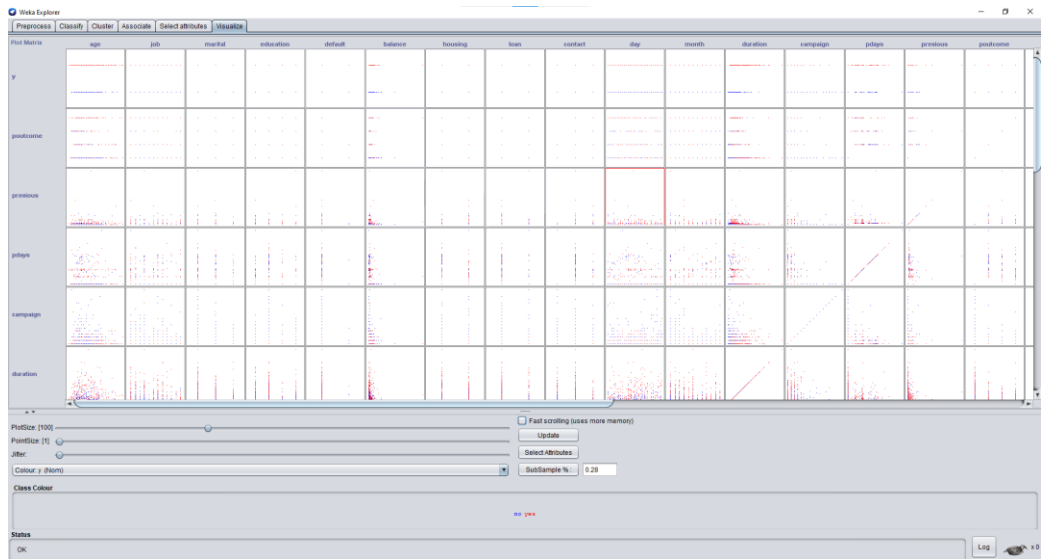 Weka Explorer
Preprocess Classify Cluster Associate Select attributes Visualize
Plot Matrix age job marital education default balance housing loan contact day month duration campaign pdays previous poutcome
y
poutcome
previous
pdays
campaign
duration
PlotSize: [100]
Fast scrolling (uses more memory)
PointSize: [1]
Update
Jitter:
Select Attributes
Colour: y (Nom)
SubSample % : 0.28
Class Colour
no yes
Status
OK
Log x 0